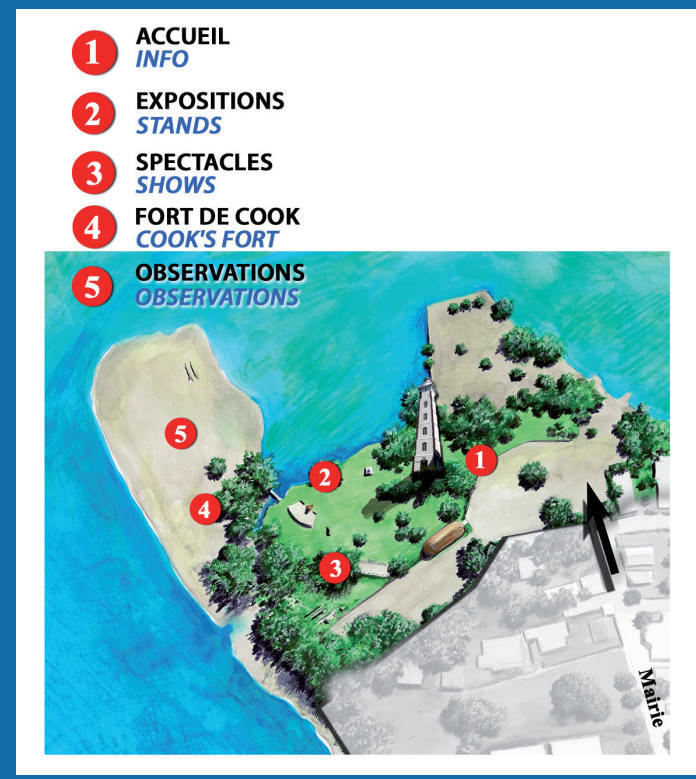 1 ACCUEIL
INFO
2 EXPOSITIONS
STANDS
3 SPECTACLES
SHOWS
4 FORT DE COOK
COOK'S FORT
5 OBSERVATIONS
OBSERVATIONS
5
1
2
4
3
Mairie